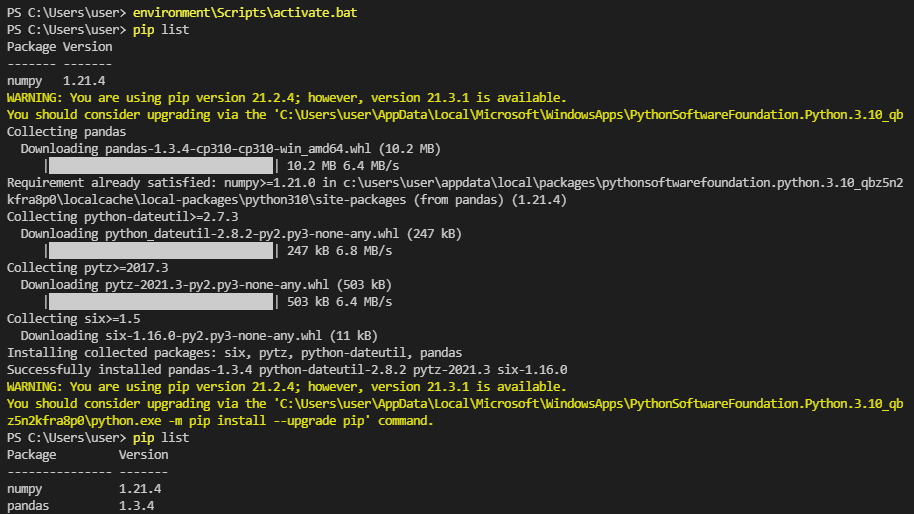 PS C:\Users\user> environment\Scripts\activate.bat
PS C:\Users\user> pip list
Package Version
------- -------
numpy   1.21.4
WARNING: You are using pip version 21.2.4; however, version 21.3.1 is available.
You should consider upgrading via the 'C:\Users\user\AppData\Local\Microsoft\WindowsApps\PythonSoftwareFoundation.Python.3.10_qb
Collecting pandas
  Downloading pandas-1.3.4-cp310-cp310-win_amd64.whl (10.2 MB)
     |████████████████████████████████| 10.2 MB 6.4 MB/s
Requirement already satisfied: numpy>=1.21.0 in c:\users\user\appdata\local\packages\pythonsoftwarefoundation.python.3.10_qbz5n2
kfra8p0\localcache\local-packages\python310\site-packages (from pandas) (1.21.4)
Collecting python-dateutil>=2.7.3
  Downloading python_dateutil-2.8.2-py2.py3-none-any.whl (247 kB)
     |████████████████████████████████| 247 kB 6.8 MB/s
Collecting pytz>=2017.3
  Downloading pytz-2021.3-py2.py3-none-any.whl (503 kB)
     |████████████████████████████████| 503 kB 6.4 MB/s
Collecting six>=1.5
  Downloading six-1.16.0-py2.py3-none-any.whl (11 kB)
Installing collected packages: six, pytz, python-dateutil, pandas
Successfully installed pandas-1.3.4 python-dateutil-2.8.2 pytz-2021.3 six-1.16.0
WARNING: You are using pip version 21.2.4; however, version 21.3.1 is available.
You should consider upgrading via the 'C:\Users\user\AppData\Local\Microsoft\WindowsApps\PythonSoftwareFoundation.Python.3.10_qb
z5n2kfra8p0\python.exe -m pip install --upgrade pip' command.
PS C:\Users\user> pip list
Package         Version
--------------- -------
numpy           1.21.4
pandas          1.3.4